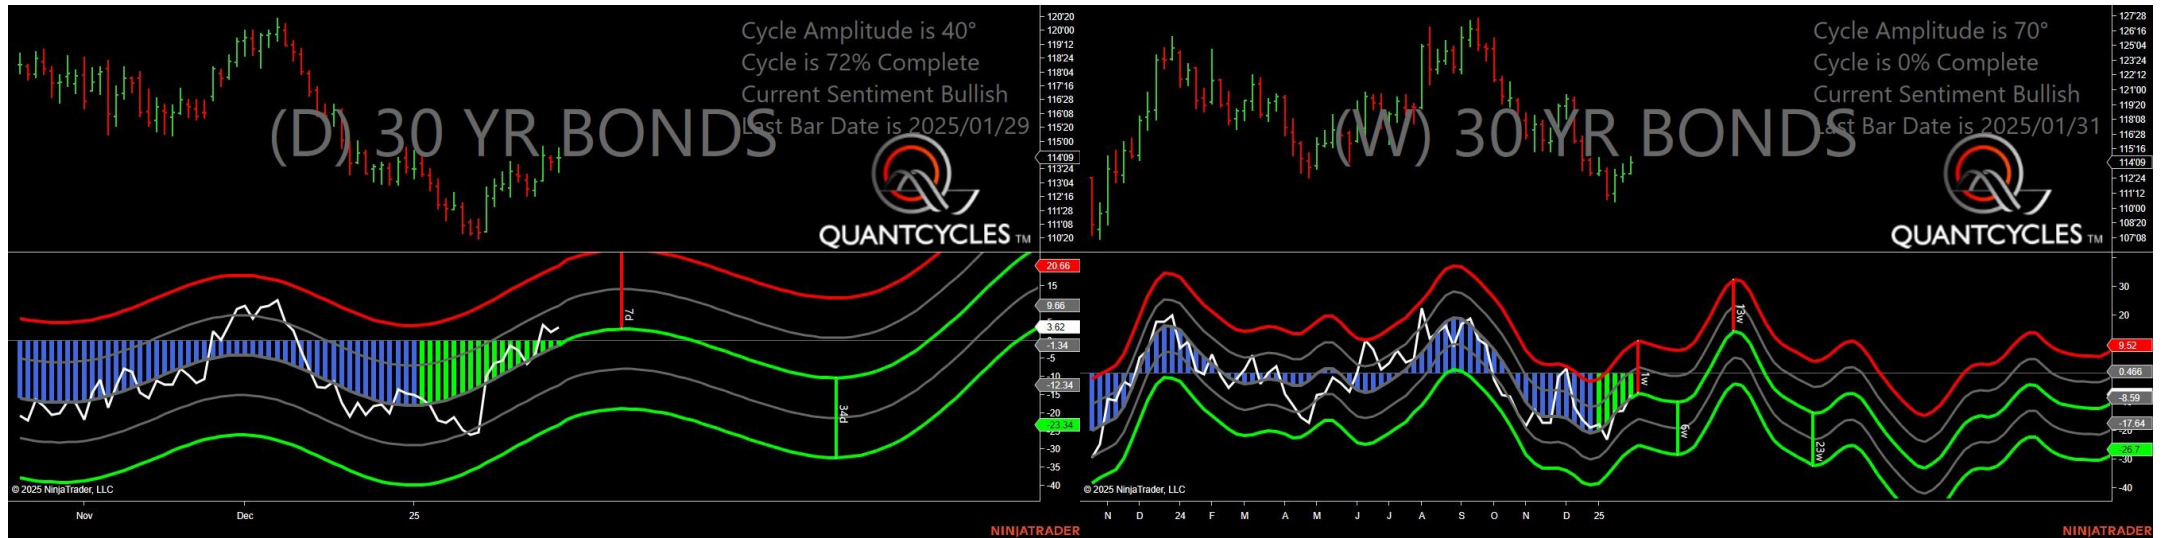 Cycle Amplitude is 40°
Cycle is 72% Complete
Current Sentiment Bullish
Last Bar Date is 2025/01/29
(D) 30 YR BONDS
QUANTCYCLES TM
120'20
120'00
119'12
118'24
118'04
117'16
116'28
116'08
115'20
115'00
114'09
113'24
113'04
112'16
111'28
111'08
110'20
20.66
15
9.66
3.62
-1.34
-5
-10
-12.34
-15
-20
-23.34
-30
-35
-40
7d
34d
© 2025 NinjaTrader, LLC
Nov
Dec
25
NINJATRADER
Cycle Amplitude is 70°
Cycle is 0% Complete
Current Sentiment Bullish
Last Bar Date is 2025/01/31
(W) 30 YR BONDS
QUANTCYCLES TM
127'28
126'16
125'04
123'24
122'12
121'00
119'20
118'08
116'28
115'16
114'09
112'24
111'12
110'00
108'20
107'08
30
20
9.52
0.466
-8.59
-17.64
-26.7
-30
-40
1w
6w
13w
23w
© 2025 NinjaTrader, LLC
N D 24 F M A M J J A S O N D 25
NINJATRADER